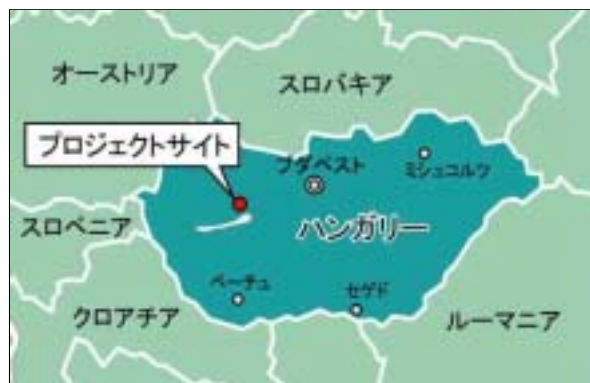 オーストリア
スロバキア
プロジェクトサイト
ブダペスト
ミシュコルツ
スロベニア
ハンガリー
ペーチュ
セゲド
クロアチア
ルーマニア